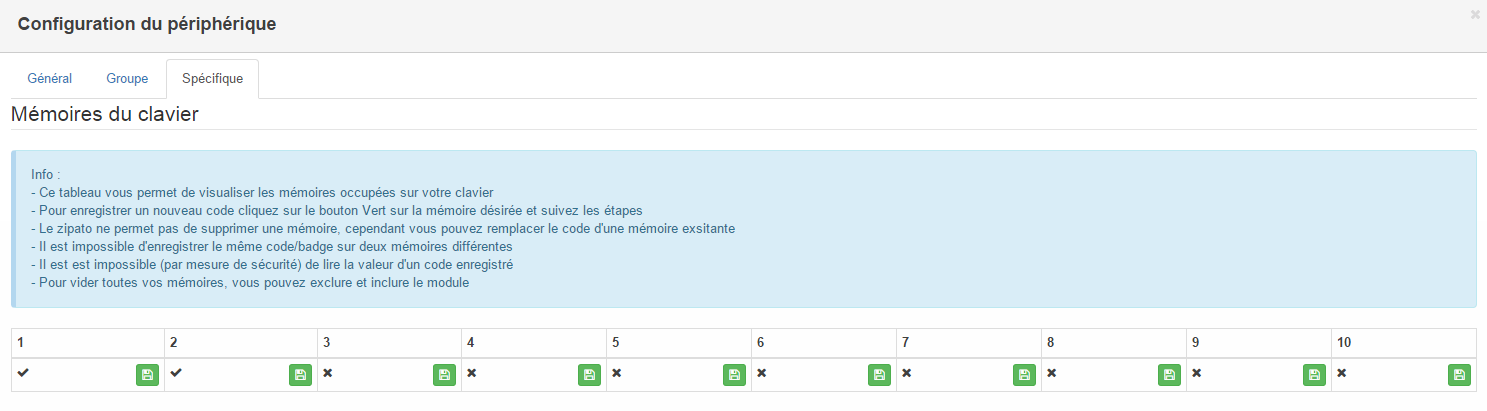 Configuration du périphérique
Général Groupe Spécifique
Mémoires du clavier
Info :
- Ce tableau vous permet de visualiser les mémoires occupées sur votre clavier
- Pour enregistrer un nouveau code cliquez sur le bouton Vert sur la mémoire désirée et suivez les étapes
- Le zipato ne permet pas de supprimer une mémoire, cependant vous pouvez remplacer le code d'une mémoire exsitante
- Il est impossible d'enregistrer le même code/badge sur deux mémoires différentes
- Il est est impossible (par mesure de sécurité) de lire la valeur d'un code enregistré
- Pour vider toutes vos mémoires, vous pouvez exclure et inclure le module
1 2 3 4 5 6 7 8 9 10